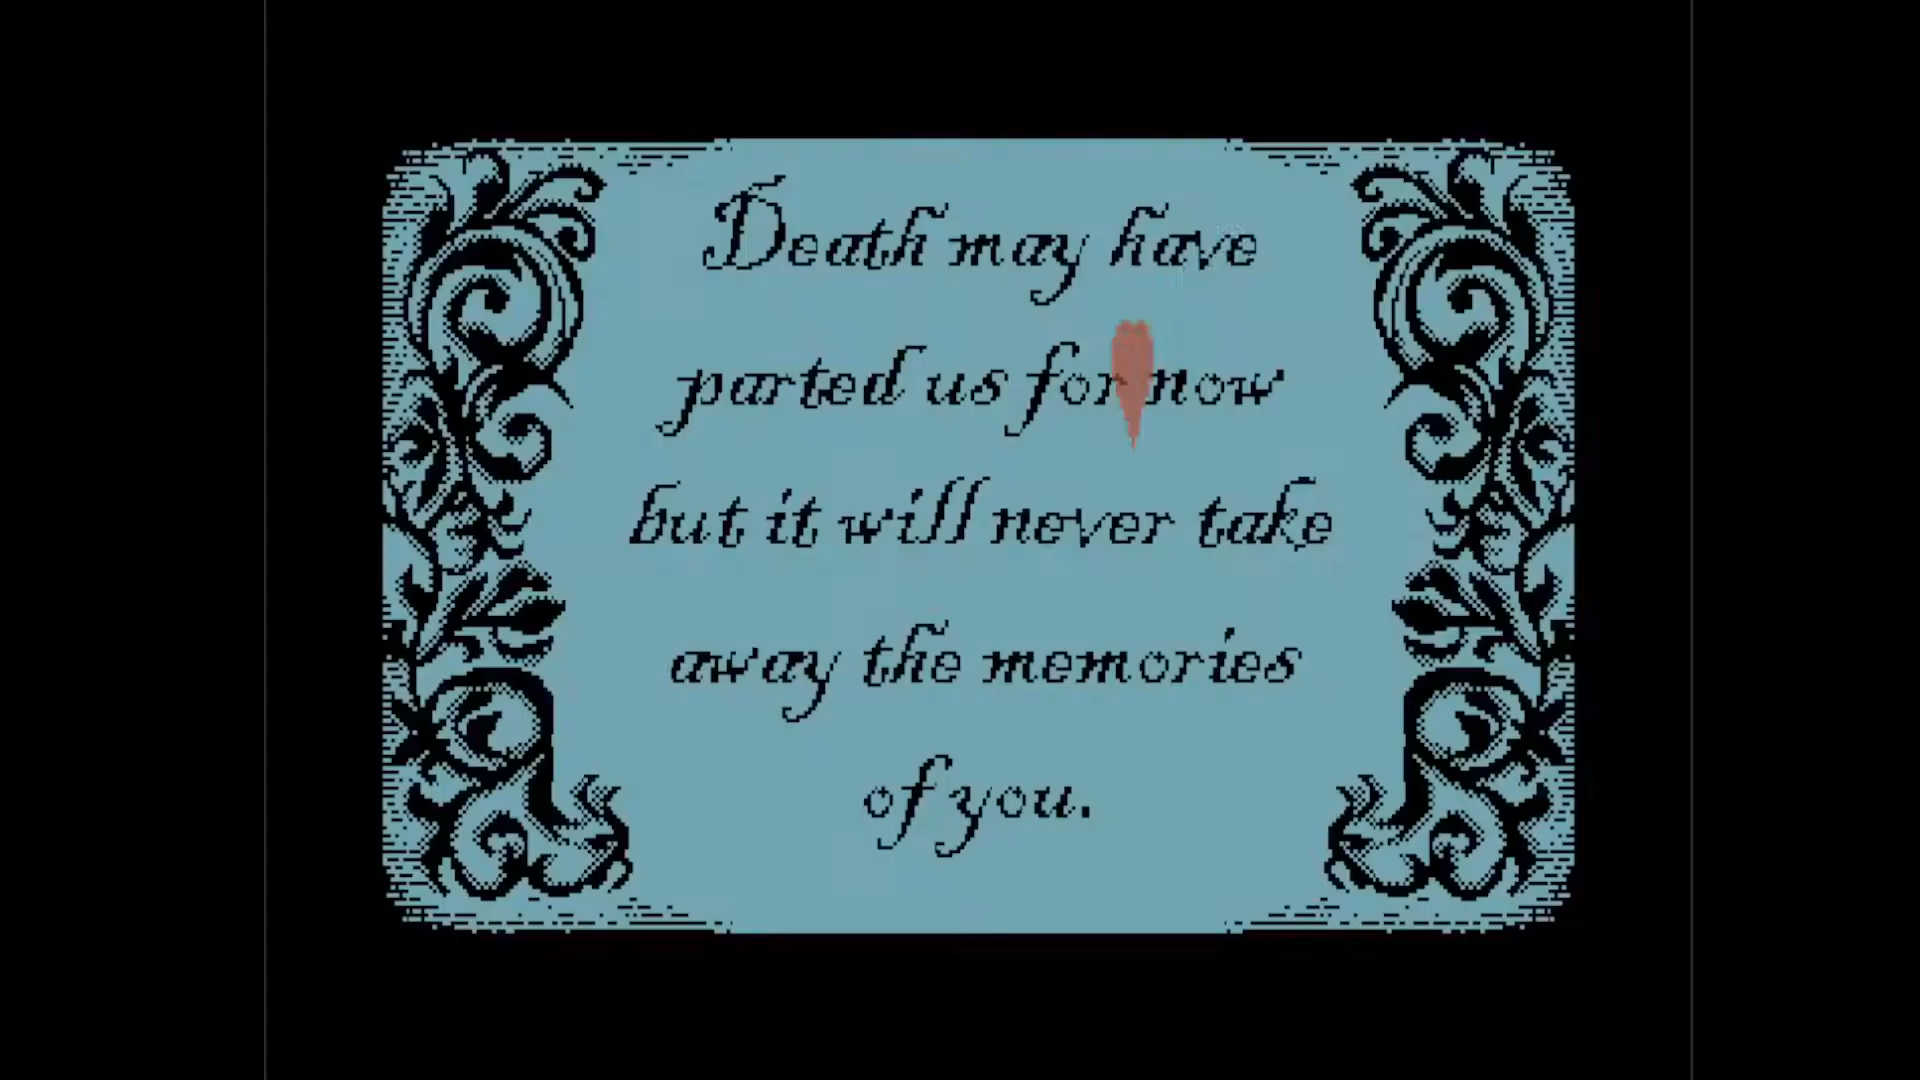 Death may have
parted us for now
but it will never take
away the memories
of you.